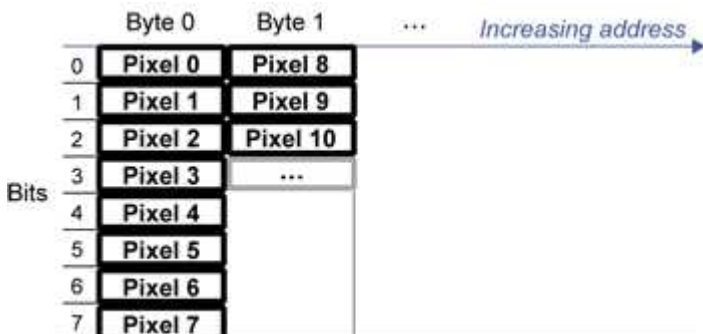 Byte 0 Byte 1 ... Increasing address
0 Pixel 0 Pixel 8
1 Pixel 1 Pixel 9
2 Pixel 2 Pixel 10
Bits 3 Pixel 3 ...
4 Pixel 4
5 Pixel 5
6 Pixel 6
7 Pixel 7